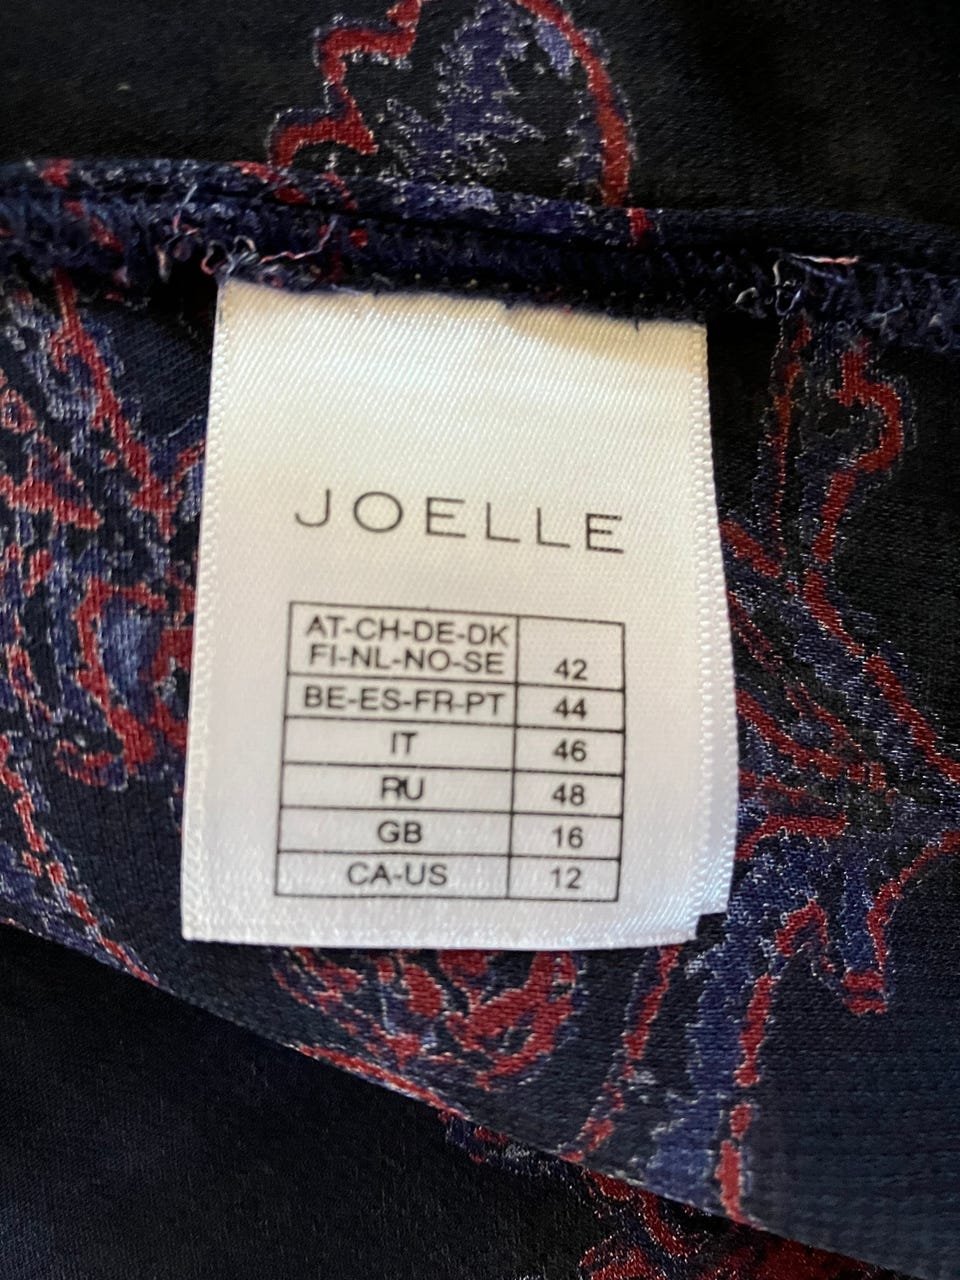 JOELLE
AT-CH-DE-DK
FI-NL-NO-SE 42
BE-ES-FR-PT 44
IT 46
RU 48
GB 16
CA-US 12